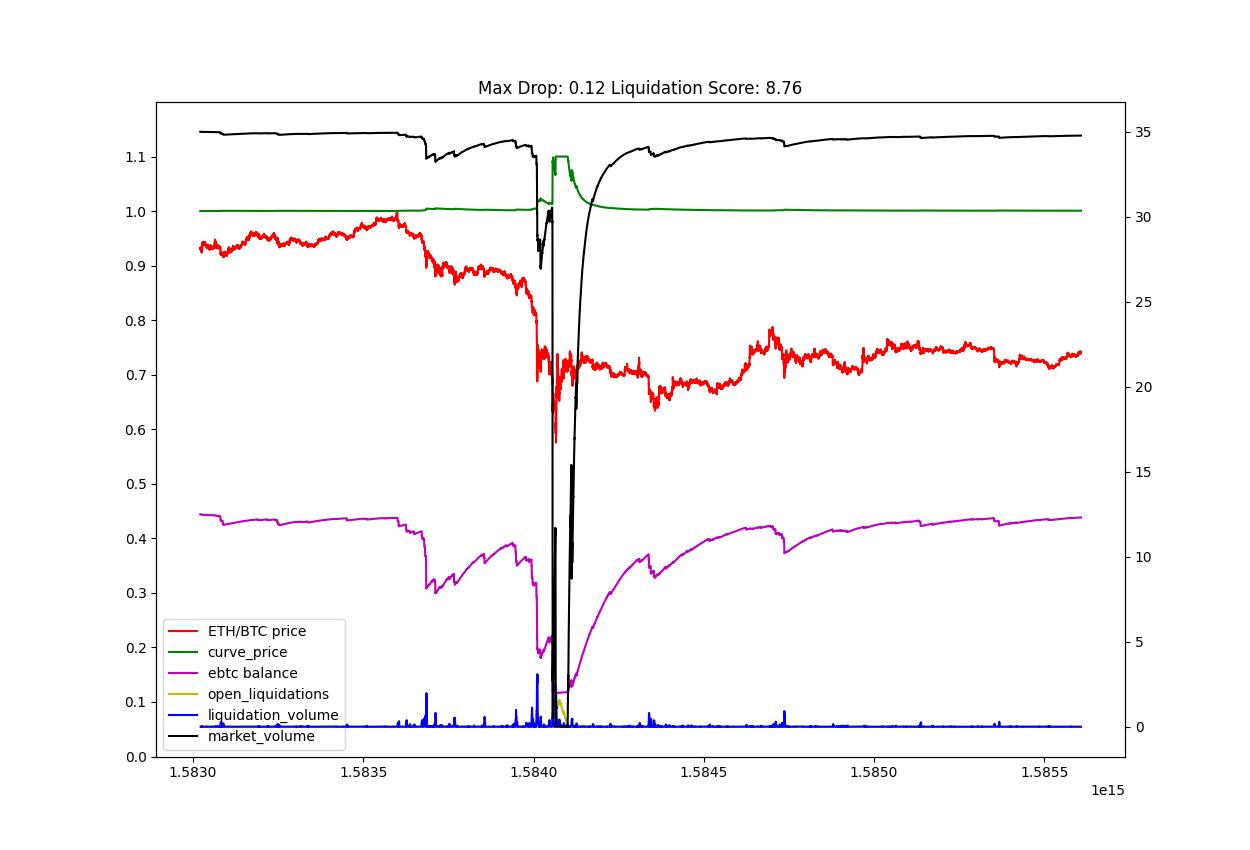 Max Drop: 0.12 Liquidation Score: 8.76
1.1
1.0
0.9
0.8
0.7
0.6
0.5
0.4
0.3
0.2
0.1
0.0
35
30
25
20
15
10
5
0
ETH/BTC price
curve_price
ebtc balance
open_liquidations
liquidation_volume
market_volume
1.5830 1.5835 1.5840 1.5845 1.5850 1.5855
1e15